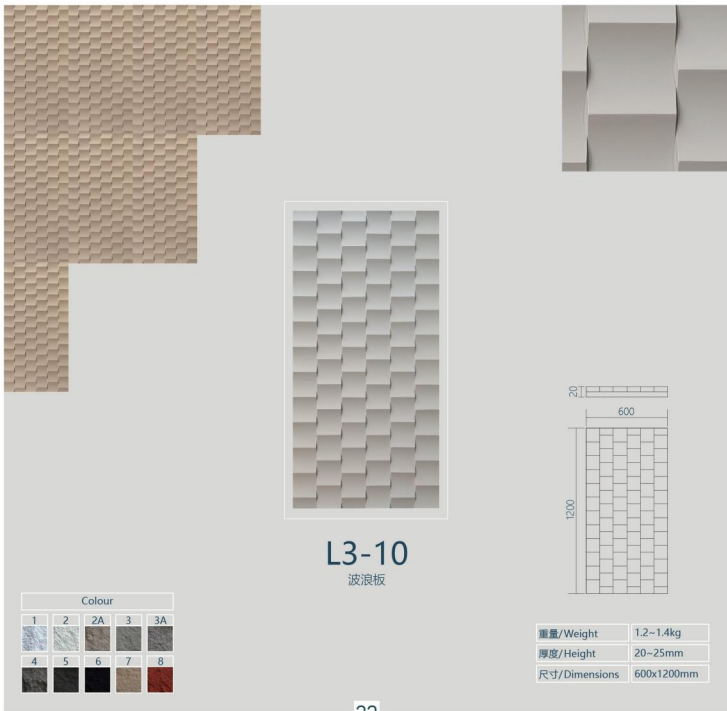 20
600
1200
L3-10
波浪板
Colour
1 2 2A 3 3A
4 5 6 7 8
重量/Weight 1.2~1.4kg
厚度/Height 20~25mm
尺寸/Dimensions 600x1200mm